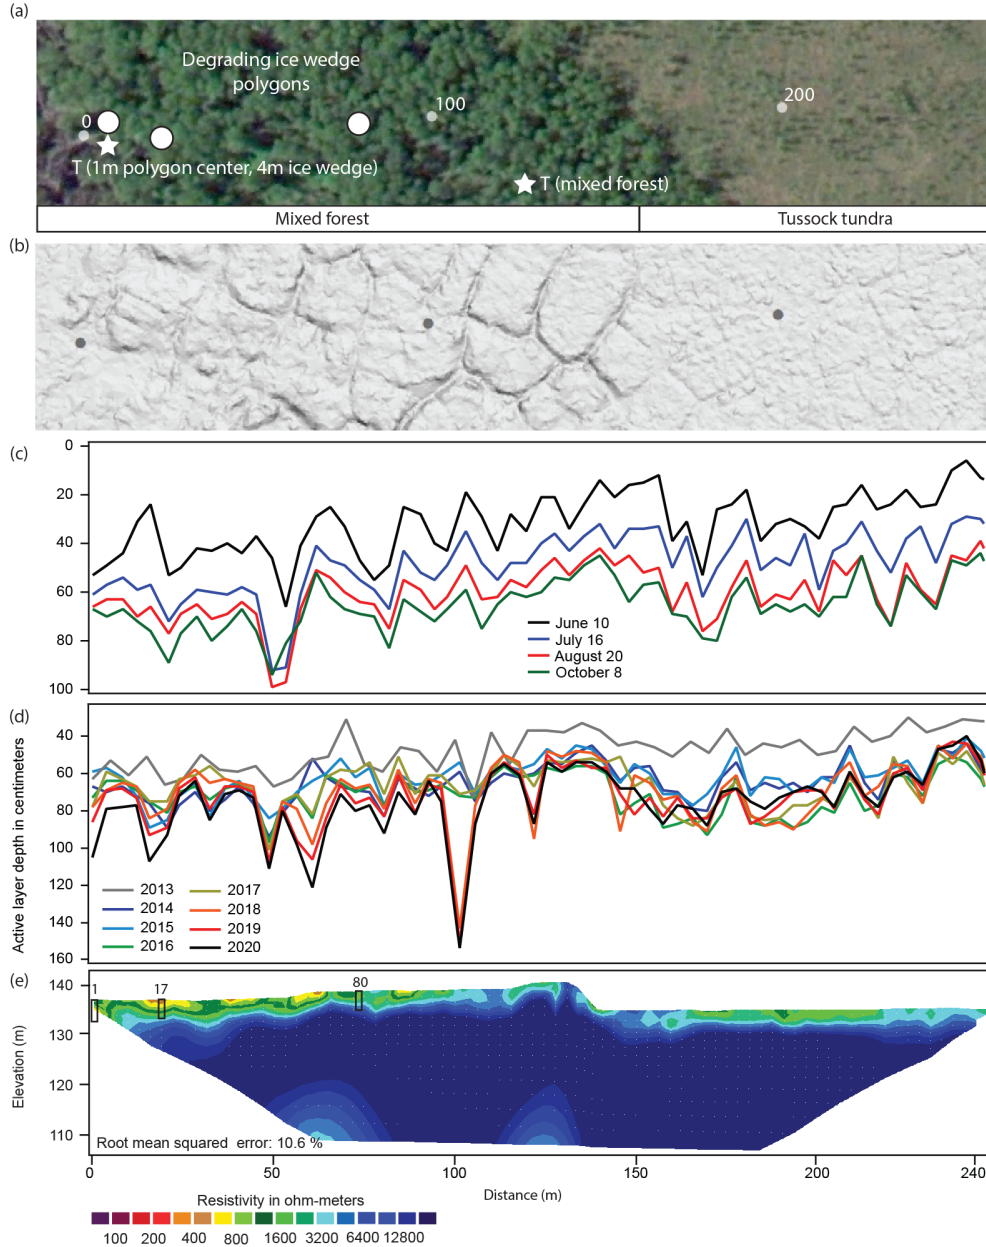 (a)
Degrading ice wedge
polygons
0
100
200
T (1m polygon center, 4m ice wedge)
T (mixed forest)
Mixed forest
Tussock tundra
(b)
(c)
0
20
40
60
80
100
June 10
July 16
August 20
October 8
(d)
Active layer depth in centimeters
40
60
80
100
120
140
160
2013
2014
2015
2016
2017
2018
2019
2020
(e)
Elevation (m)
140
130
120
110
1
17
80
Root mean squared error: 10.6 %
0
50
100
150
200
240
Distance (m)
Resistivity in ohm-meters
100
200
400
800
1600
3200
6400
12800